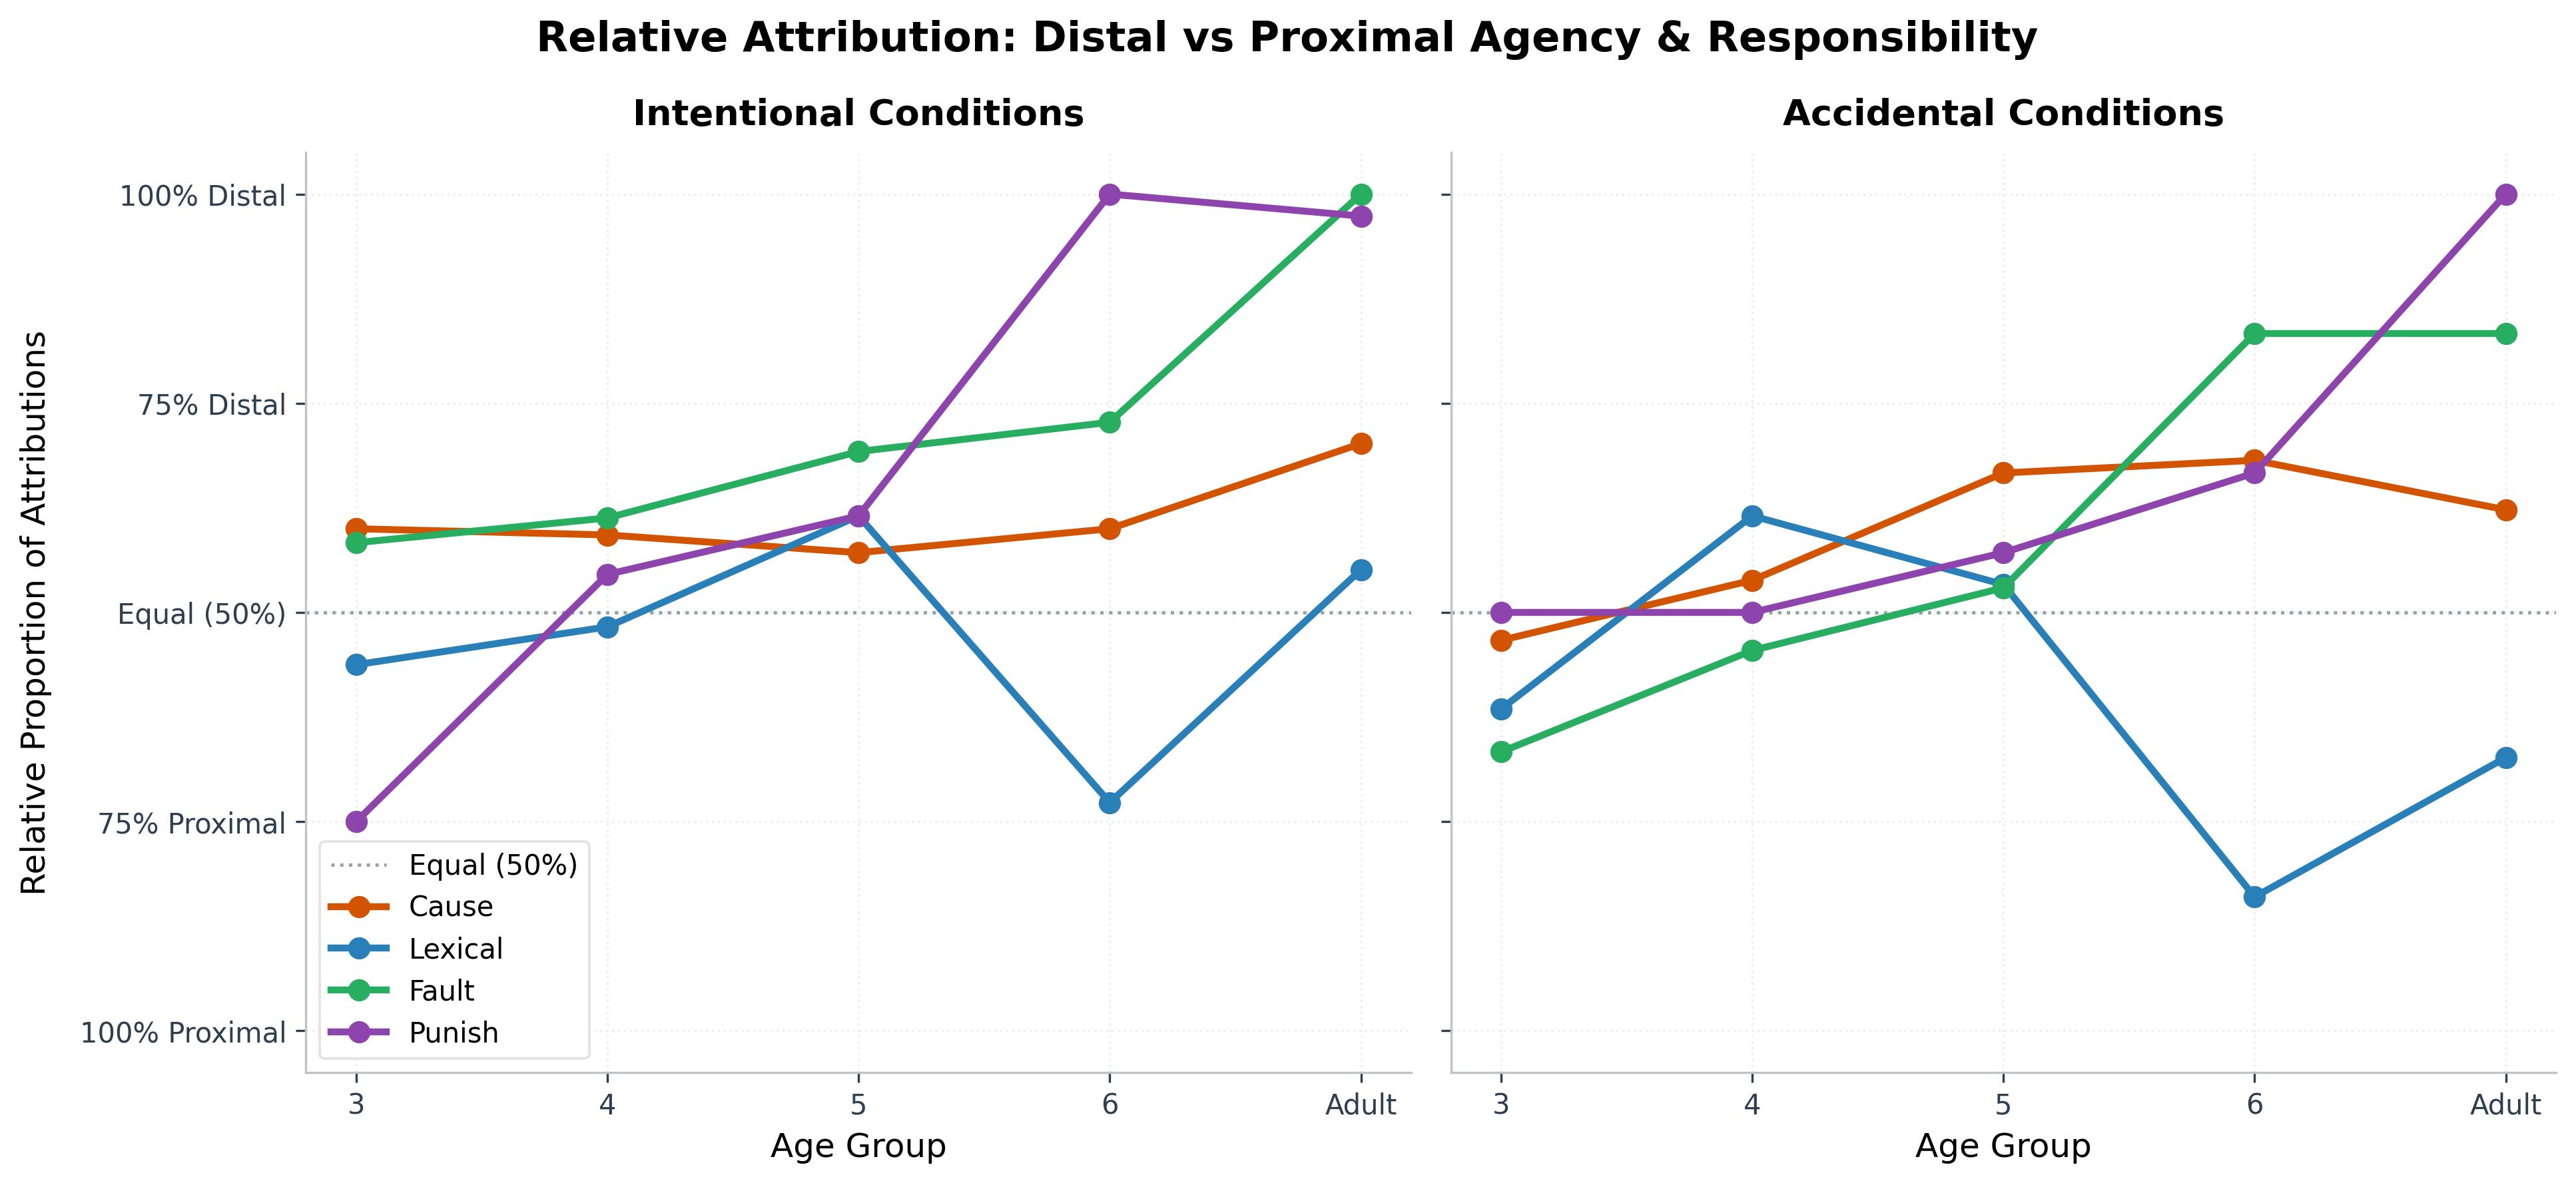 Relative Attribution: Distal vs Proximal Agency & Responsibility
Intentional Conditions
Accidental Conditions
Relative Proportion of Attributions
100% Distal
75% Distal
Equal (50%)
75% Proximal
100% Proximal
Equal (50%)
Cause
Lexical
Fault
Punish
3 4 5 6 Adult
3 4 5 6 Adult
Age Group
Age Group